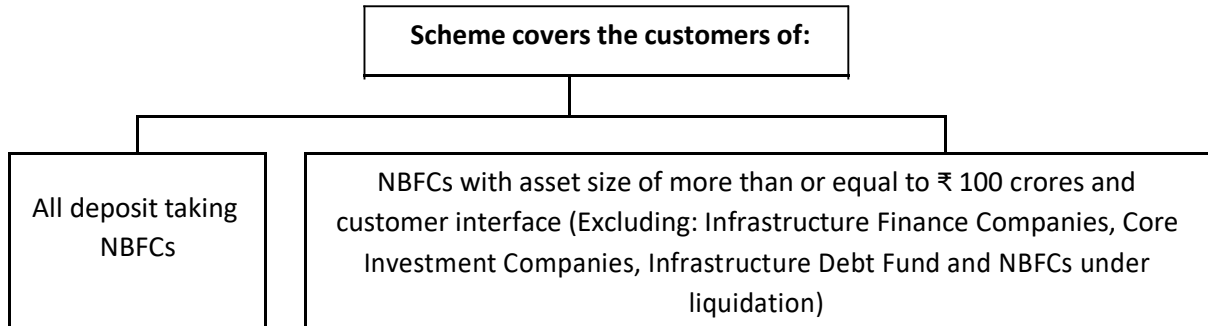 Scheme covers the customers of:
All deposit taking
NBFCs
NBFCs with asset size of more than or equal to ₹ 100 crores and
customer interface (Excluding: Infrastructure Finance Companies, Core
Investment Companies, Infrastructure Debt Fund and NBFCs under
liquidation)